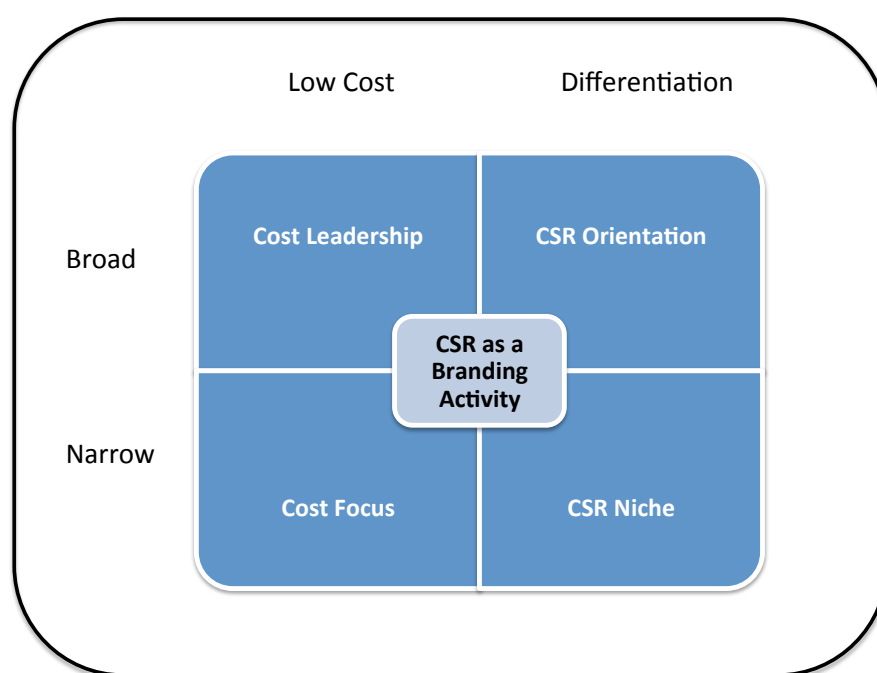 Low Cost
Differentiation
Broad
Cost Leadership
CSR Orientation
CSR as a
Branding
Activity
Narrow
Cost Focus
CSR Niche